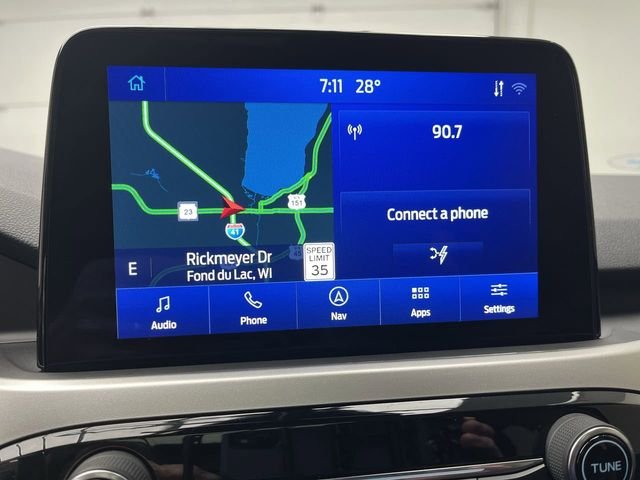 7:11 28°
90.7
Connect a phone
23
151
41
E
Rickmeyer Dr
Fond du Lac, WI
SPEED
LIMIT
35
Audio
Phone
Nav
Apps
Settings
TUNE